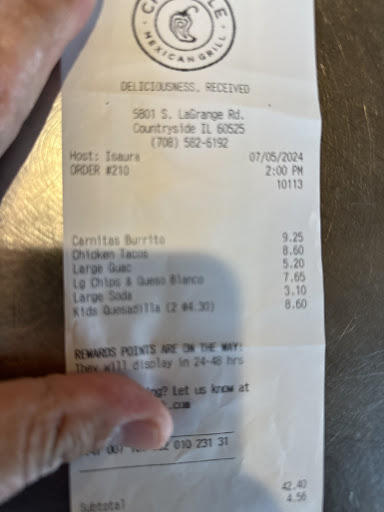 MEXICAN GRILL
DELICIOUSNESS, RECEIVED
5801 S. LaGrange Rd.
Countryside IL 60525
(708) 582-6192
Host: Isaura 07/05/2024
ORDER #210 2:00 PM
10113
Carnitas Burrito 9.25
Chicken Tacos 8.60
Large Guac 5.20
Lg Chips & Queso Blanco 7.65
Large Soda 3.10
Kids Quesadilla (2 @4.30) 8.60
REWARDS POINTS ARE ON THE WAY:
They will display in 24-48 hrs
Let us know at
.com
010 231 31
42.40
Subtotal 4.56